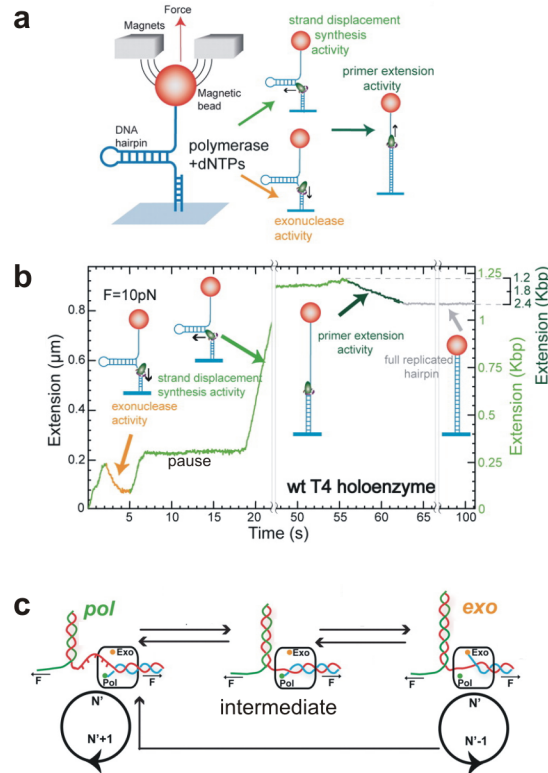 a
Magnets
Force
Magnetic
bead
DNA
hairpin
polymerase
+dNTPs
strand displacement
synthesis
activity
exonuclease
activity
primer extension
activity
b
F=10pN
exonuclease
activity
strand displacement
synthesis activity
pause
primer extension
activity
full replicated
hairpin
wt T4 holoenzyme
Extension (μm)
0.8
0.6
0.4
0.2
0
0
5
10
15
20
50
55
60
65
100
Time (s)
1.25
1
0.75
0.5
0.25
0
Extension (Kbp)
1.2
1.8
2.4
Extension (Kbp)
c
pol
exo
Exo
Pol
F
F
Exo
Pol
F
F
Exo
Pol
F
F
intermediate
N'
N'+1
N'
N'-1